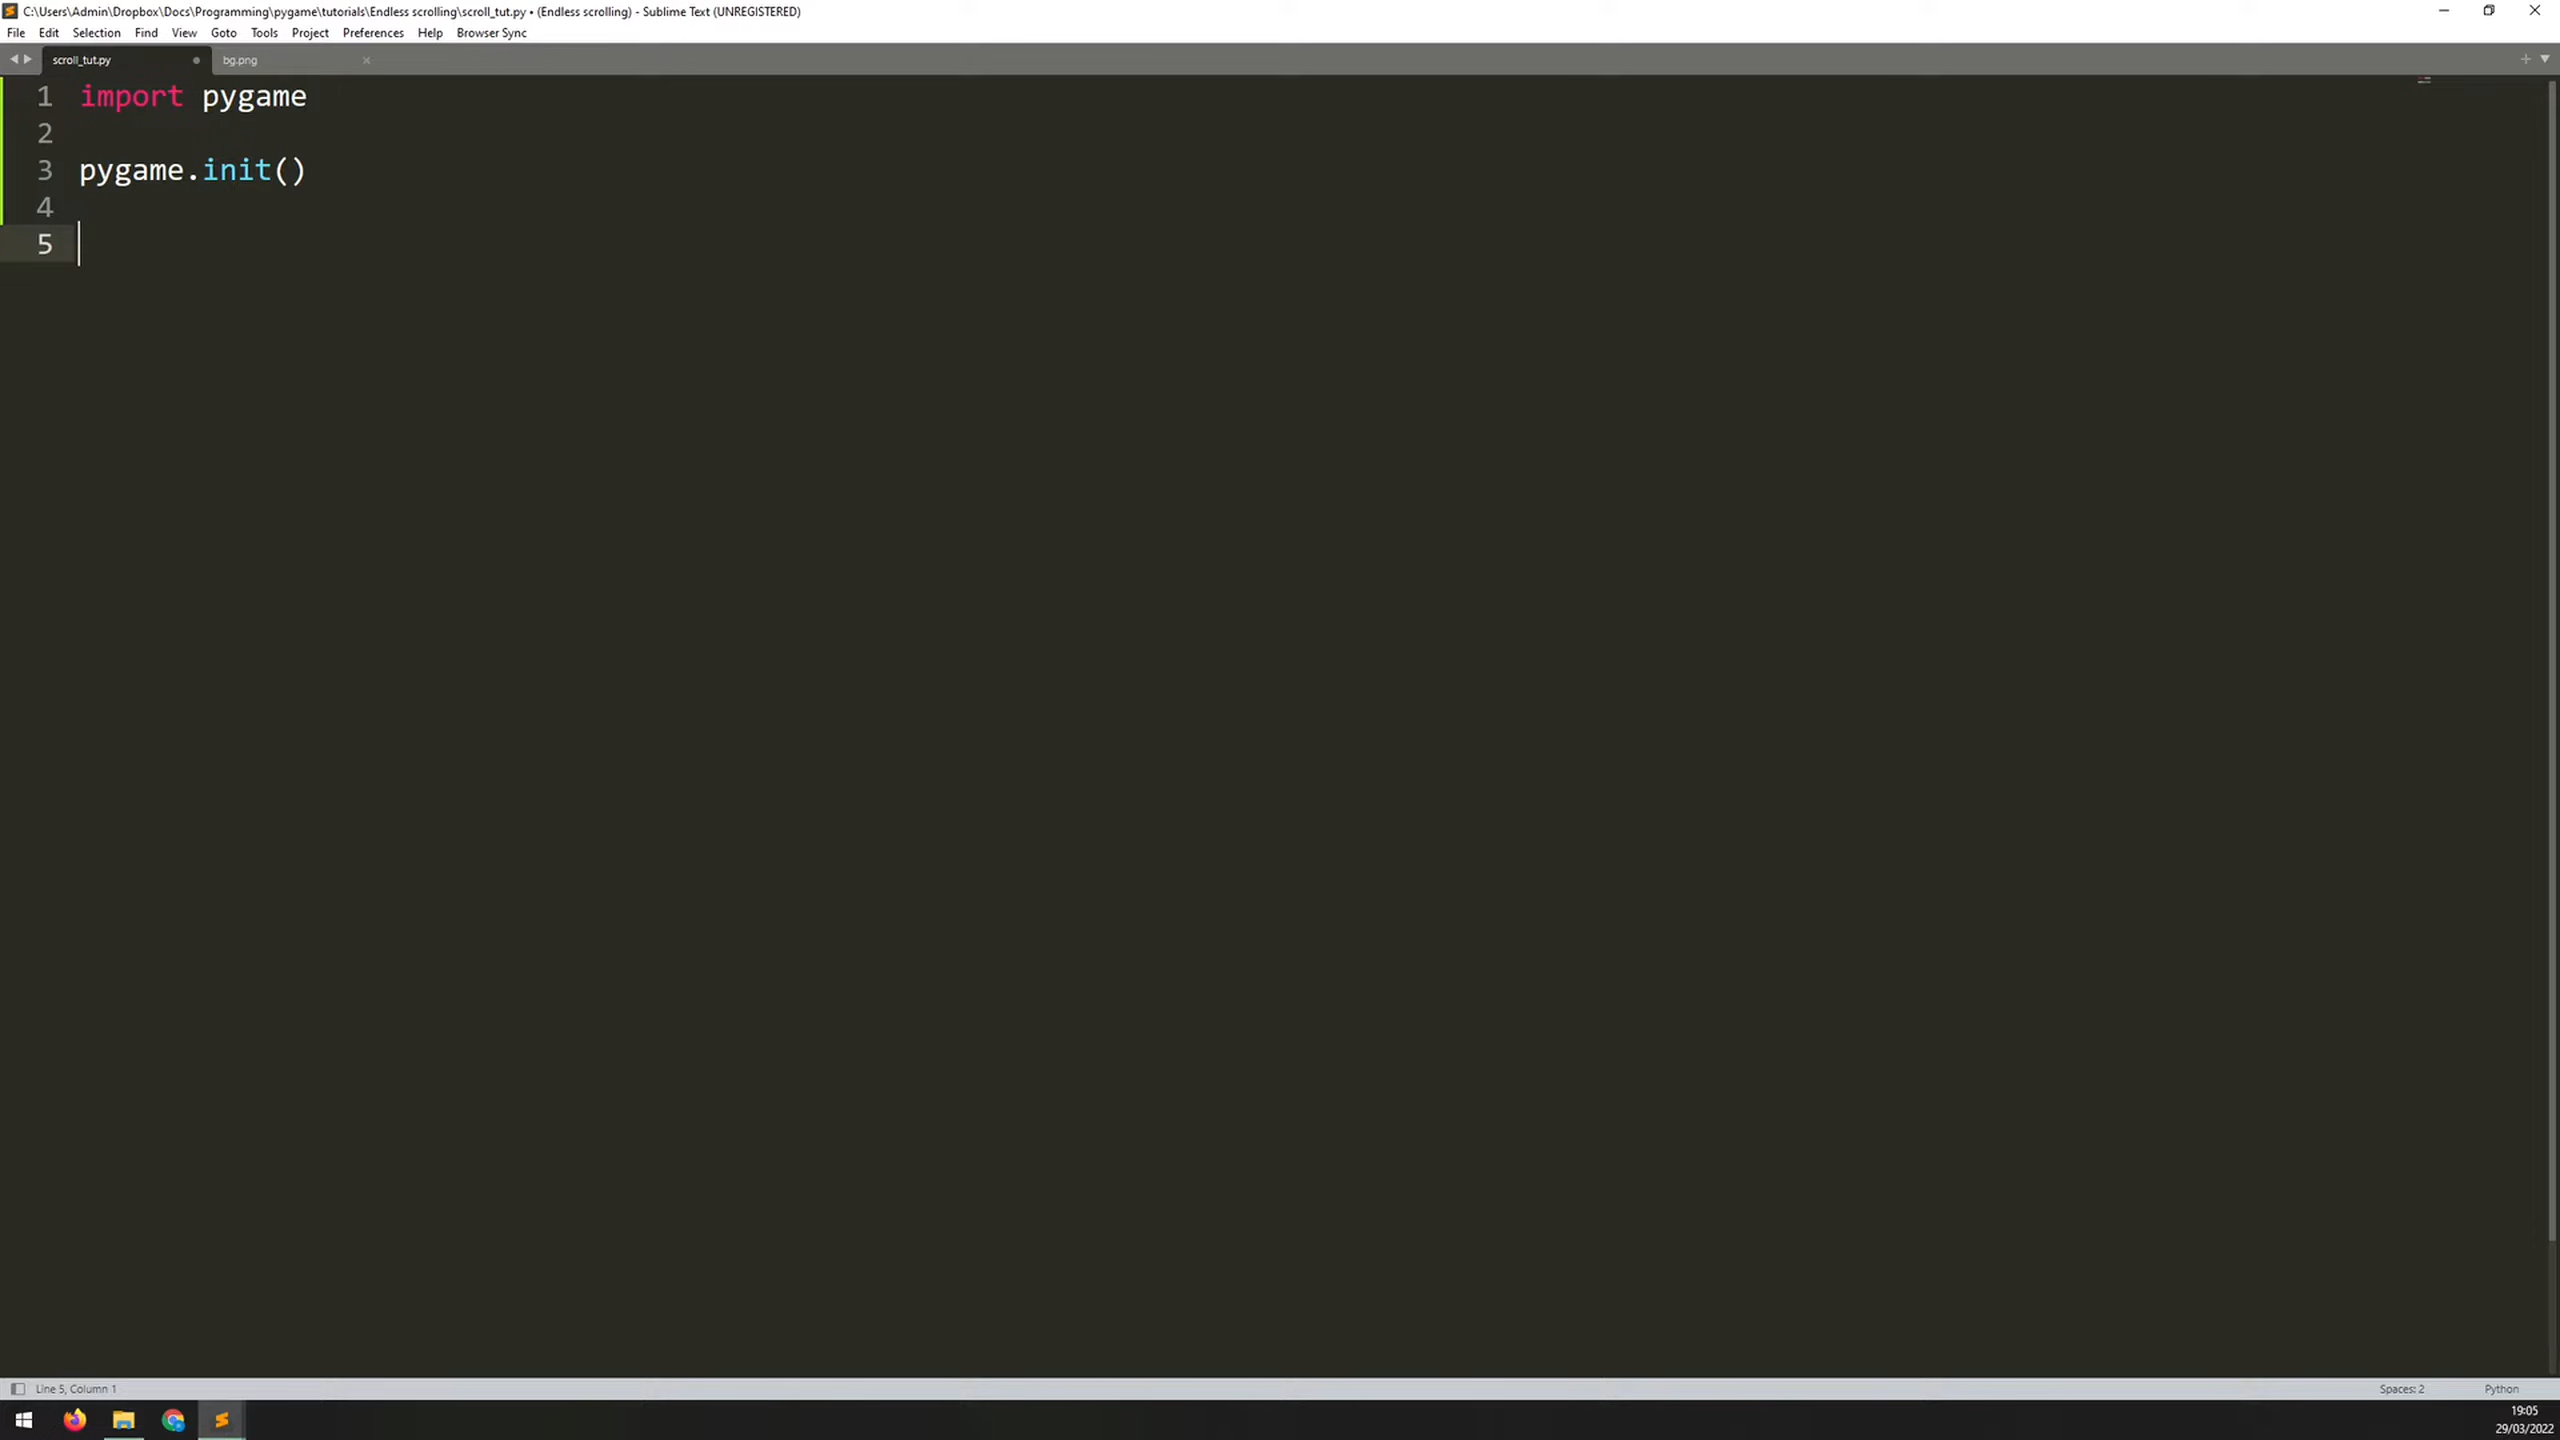 C:\Users\Admin\Dropbox\Docs\Programming\pygame\tutorials\Endless scrolling\scroll_tut.py • (Endless scrolling) - Sublime Text (UNREGISTERED)
File Edit Selection Find View Goto Tools Project Preferences Help Browser Sync
scroll_tut.py bg.png
1 import pygame
2
3 pygame.init()
4
5
Line 5, Column 1 Spaces: 2 Python
19:05
29/03/2022